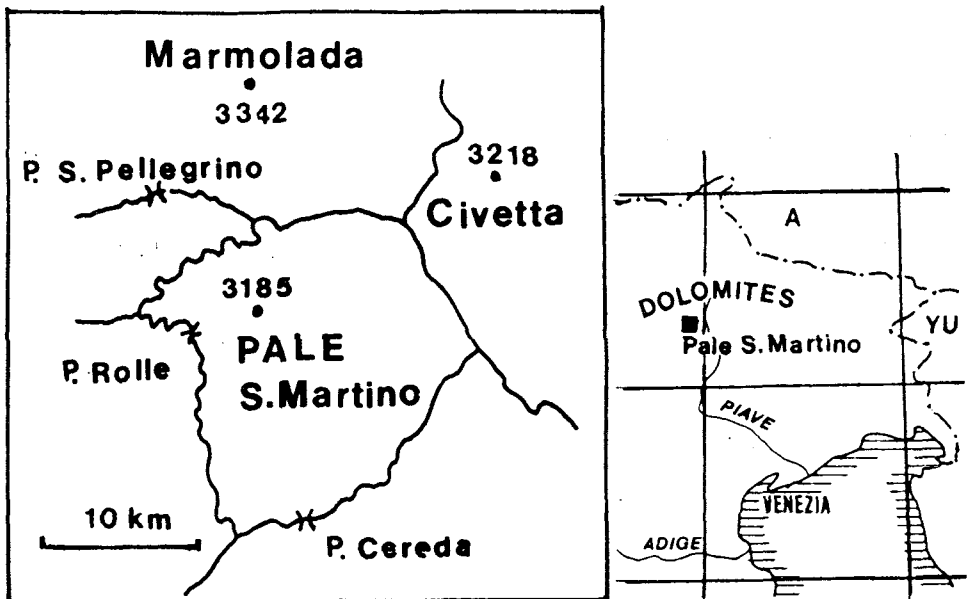 Marmolada
3342
P. S. Pellegrino
3218
Civetta
3185
PALE
S.Martino
P. Rolle
10 km
P. Cereda
A
DOLOMITES
YU
Pale S.Martino
PIAVE
VENEZIA
ADIGE